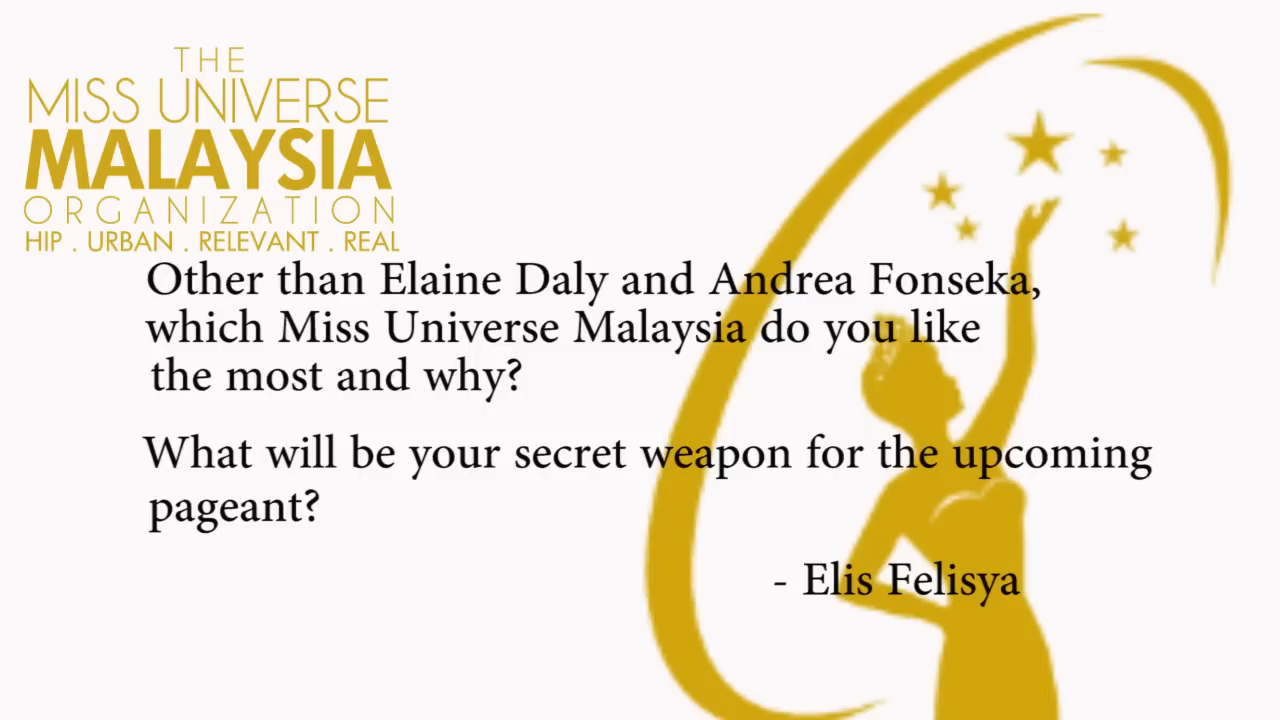 THE
MISS UNIVERSE
MALAYSIA
ORGANIZATION
HIP . URBAN . RELEVANT . REAL
Other than Elaine Daly and Andrea Fonseka,
which Miss Universe Malaysia do you like
the most and why?
What will be your secret weapon for the upcoming
pageant?
- Elis Felisya